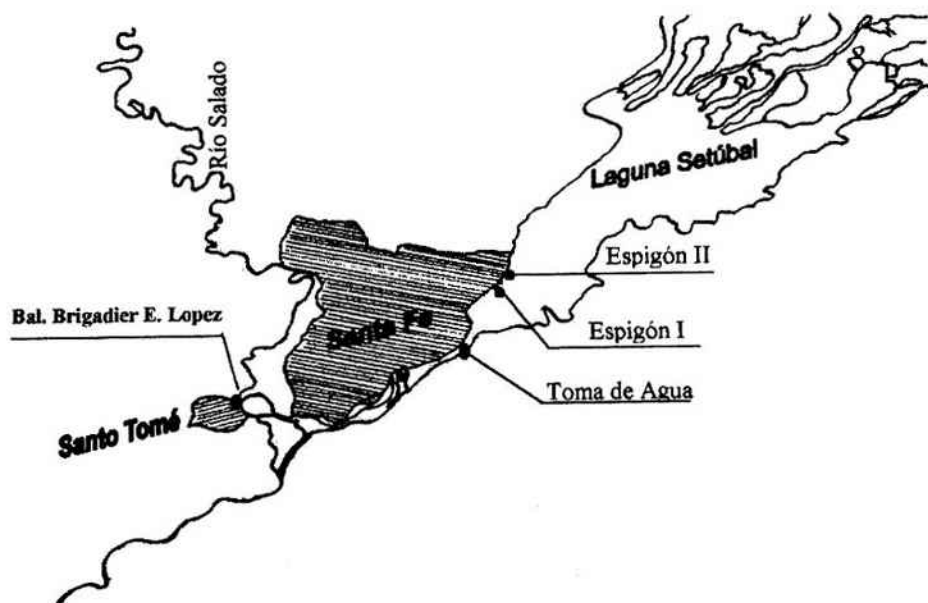 Río Salado
Laguna Setúbal
Espigón II
Bal. Brigadier E. Lopez
Santa Fe
Espigón I
Toma de Agua
Santo Tomé